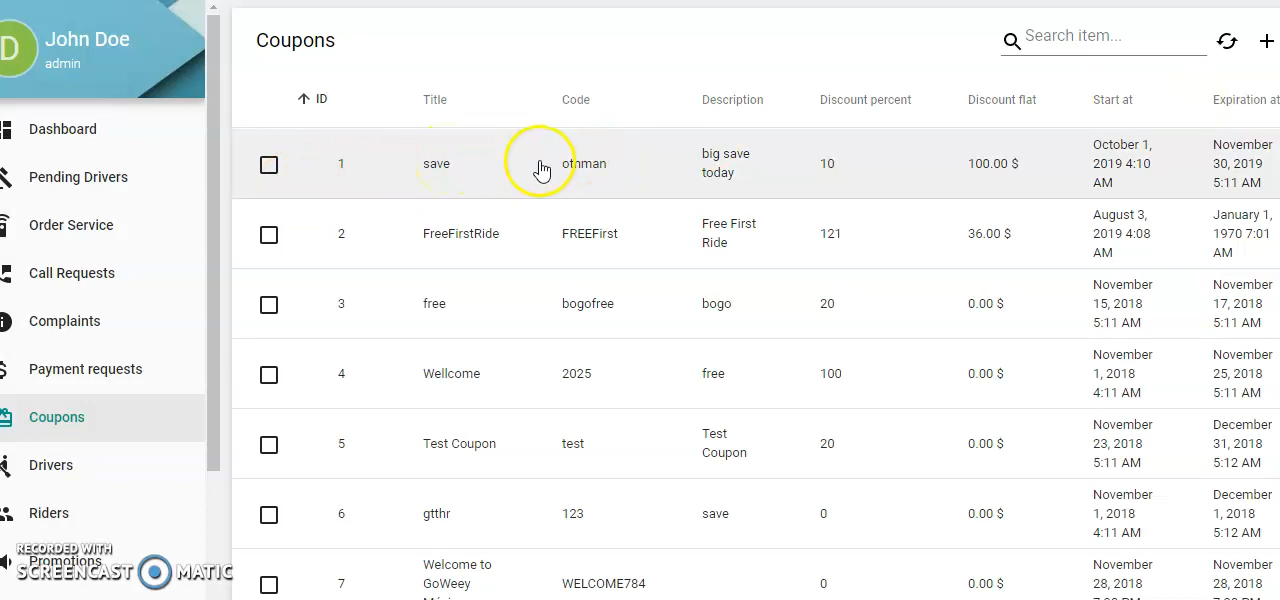 D
John Doe
admin
Dashboard
Pending Drivers
Order Service
Call Requests
Complaints
Payment requests
Coupons
Drivers
Riders
Promotions
RECORDED WITH
SCREENCAST MATIC
Coupons
Search item...
ID Title Code Description Discount percent Discount flat Start at Expiration at
1 save othman big save today 10 100.00 $ October 1, 2019 4:10 AM November 30, 2019 5:11 AM
2 FreeFirstRide FREEFirst Free First Ride 121 36.00 $ August 3, 2019 4:08 AM January 1, 1970 7:01 AM
3 free bogofree bogo 20 0.00 $ November 15, 2018 5:11 AM November 17, 2018 5:11 AM
4 Wellcome 2025 free 100 0.00 $ November 1, 2018 4:11 AM November 25, 2018 5:11 AM
5 Test Coupon test Test Coupon 20 0.00 $ November 23, 2018 5:11 AM December 31, 2018 5:12 AM
6 gtthr 123 save 0 0.00 $ November 1, 2018 4:11 AM December 1, 2018 5:12 AM
7 Welcome to GoWeey WELCOME784 0 0.00 $ November 28, 2018 November 28, 2018